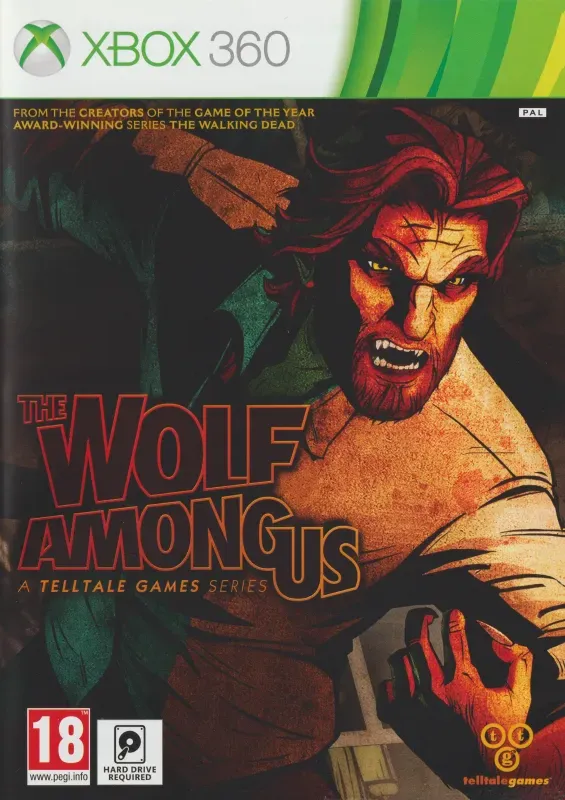 XBOX 360
PAL
FROM THE CREATORS OF THE GAME OF THE YEAR
AWARD-WINNING SERIES THE WALKING DEAD
THE WOLF
AMONG US
A TELLTALE GAMES SERIES
18
www.pegi.info
HARD DRIVE
REQUIRED
ttg
telltalegames